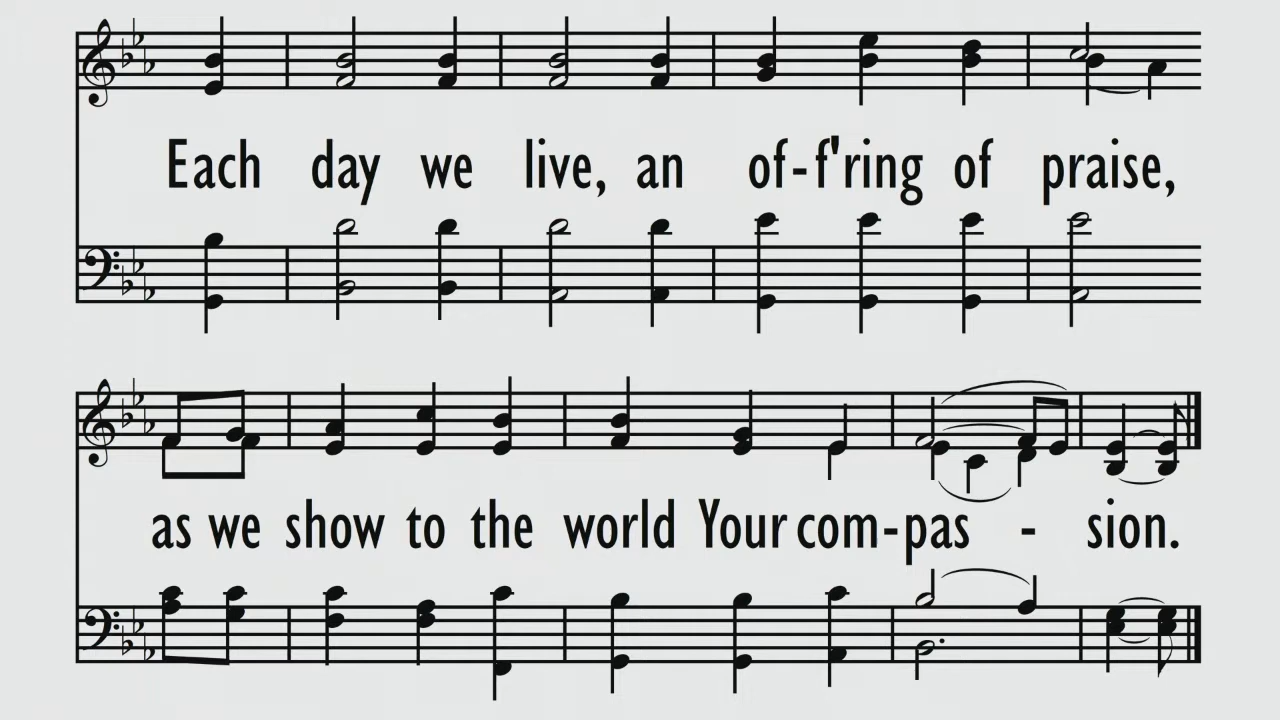 Each day we live, an of-f'ring of praise,
as we show to the world Your com-pas - sion.